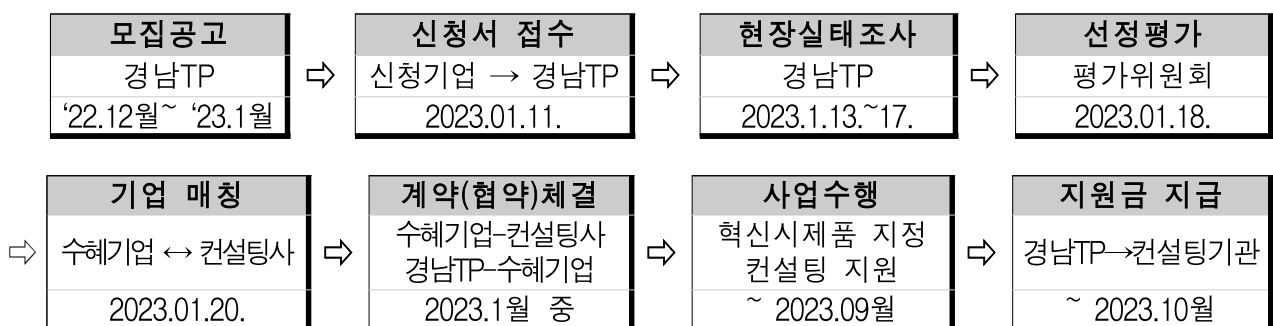 모집공고
경남TP
‘22.12월~ ‘23.1월
⇨
신청서 접수
신청기업 → 경남TP
2023.01.11.
⇨
현장실태조사
경남TP
2023.1.13.~17.
⇨
선정평가
평가위원회
2023.01.18.
⇨
기업 매칭
수혜기업 ↔ 컨설팅사
2023.01.20.
⇨
계약(협약)체결
수혜기업-컨설팅사
경남TP-수혜기업
2023.1월 중
⇨
사업수행
혁신시제품 지정
컨설팅 지원
~ 2023.09월
⇨
지원금 지급
경남TP→컨설팅기관
~ 2023.10월